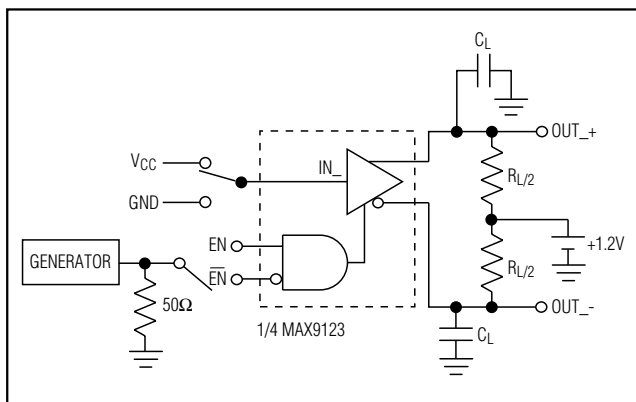 CL
OUT_+
VCC
IN_
RL/2
GND
EN
+1.2V
GENERATOR
EN
RL/2
50Ω
OUT_-
1/4 MAX9123
CL